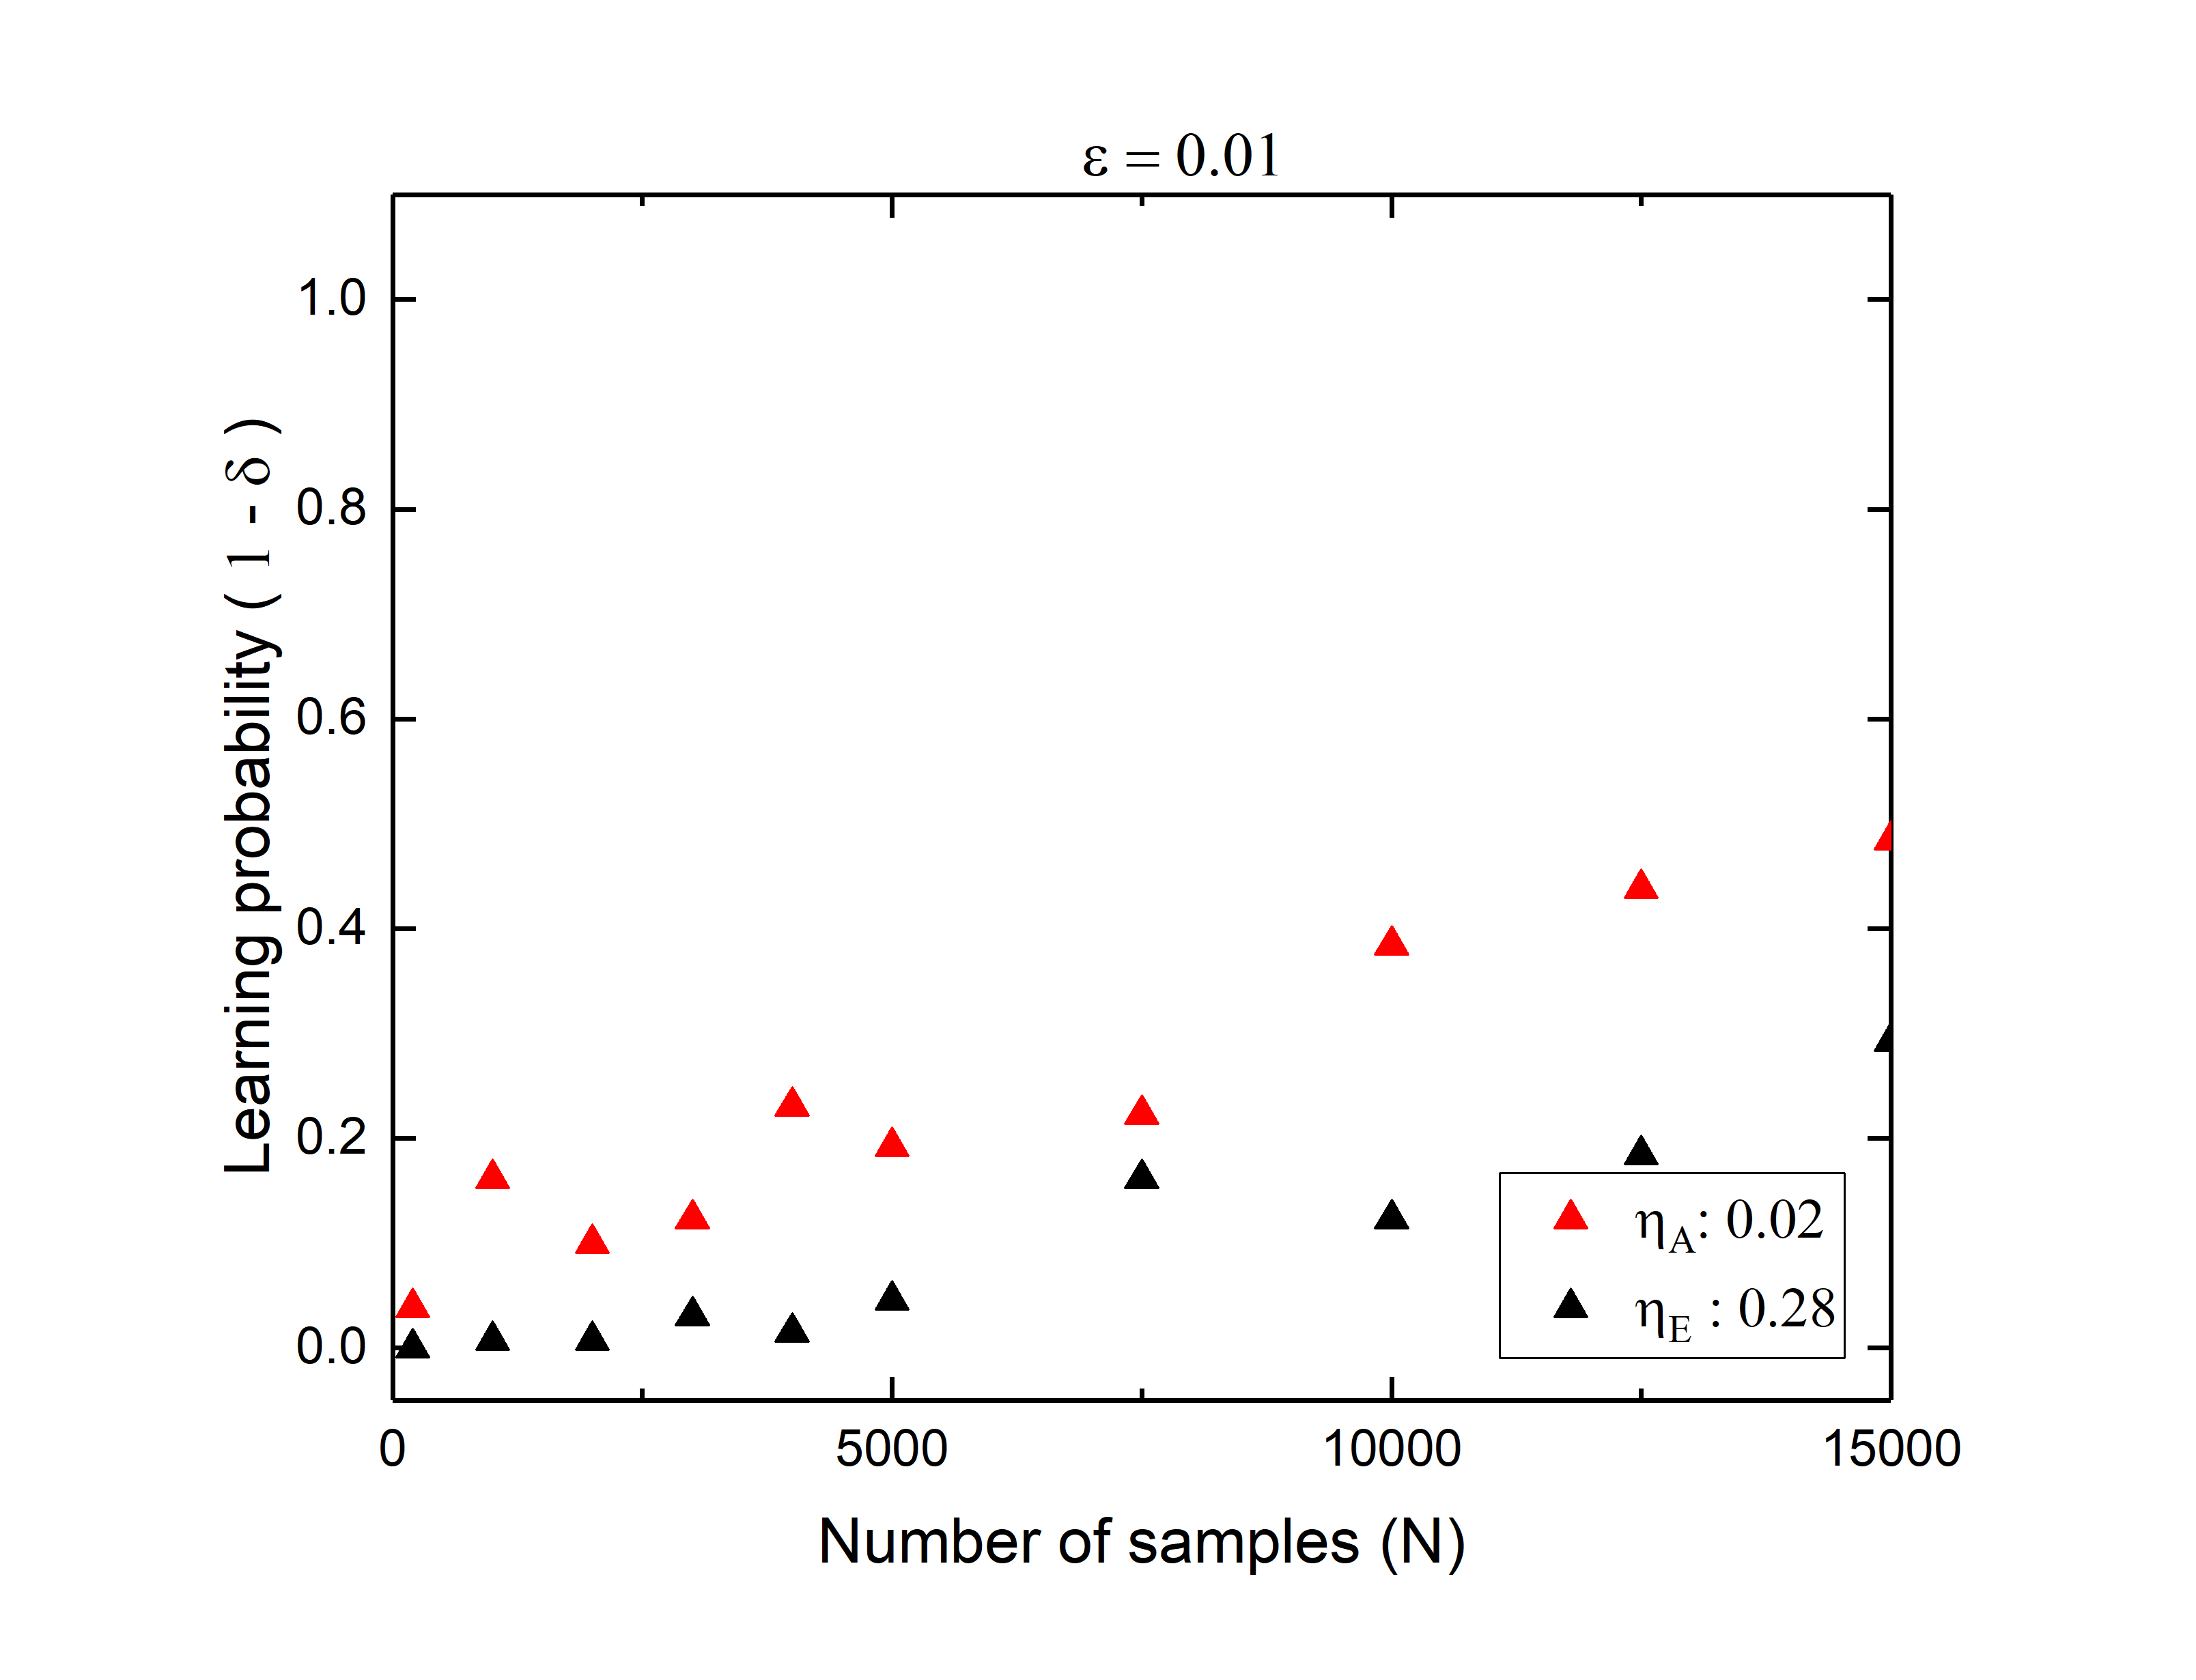 ε = 0.01
Learning probability ( 1 - δ )
1.0
0.8
0.6
0.4
0.2
0.0
η_A: 0.02
η_E : 0.28
0 5000 10000 15000
Number of samples (N)